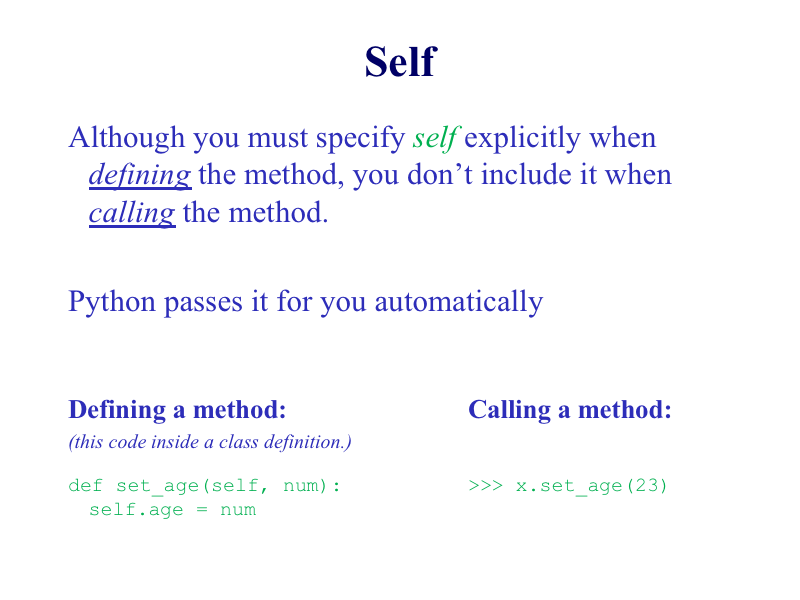 Self
Although you must specify self explicitly when
defining the method, you don’t include it when
calling the method.
Python passes it for you automatically
Defining a method:
(this code inside a class definition.)
def set_age(self, num):
self.age = num
Calling a method:
>>> x.set_age(23)